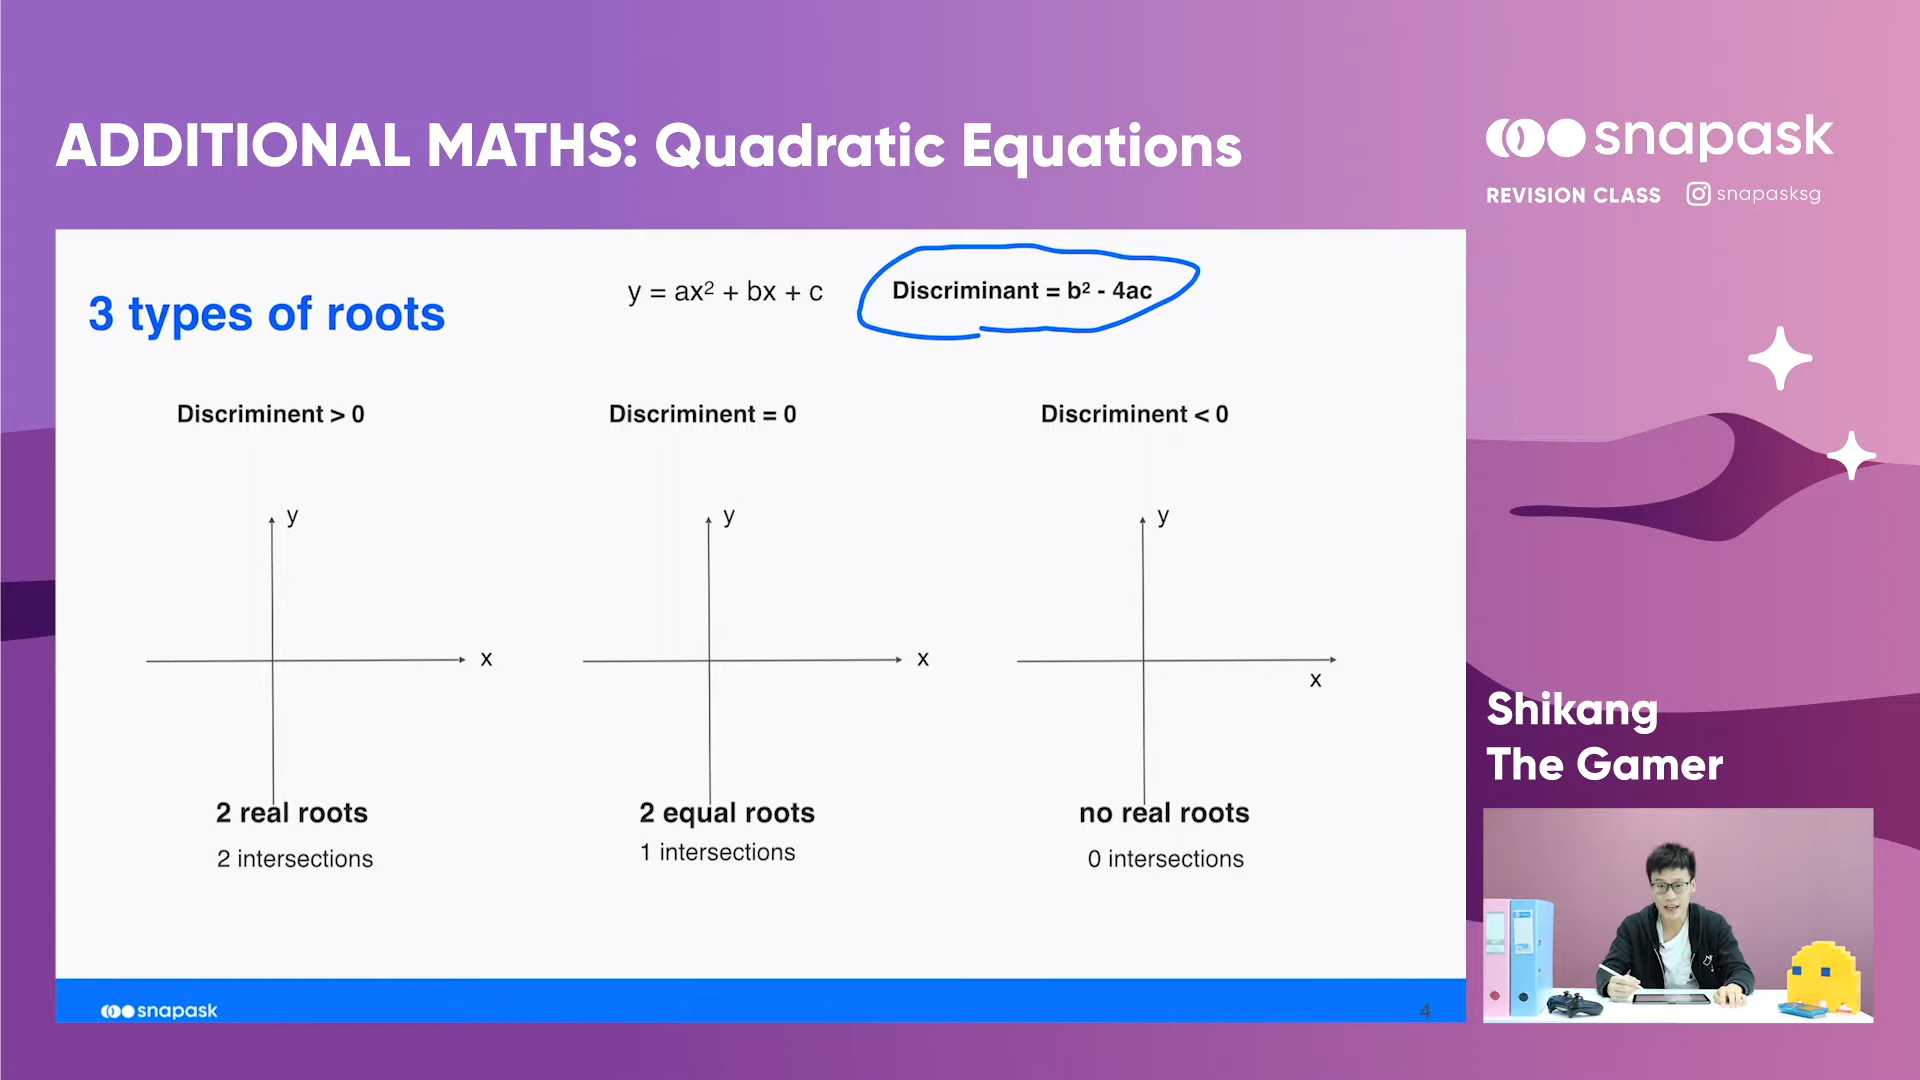 ADDITIONAL MATHS: Quadratic Equations
snapask
REVISION CLASS snapasksg
3 types of roots
y = ax² + bx + c
Discriminant = b² - 4ac
Discriminent > 0
Discriminent = 0
Discriminent < 0
y
y
y
x
x
x
2 real roots
2 equal roots
no real roots
2 intersections
1 intersections
0 intersections
Shikang
The Gamer
snapask
4